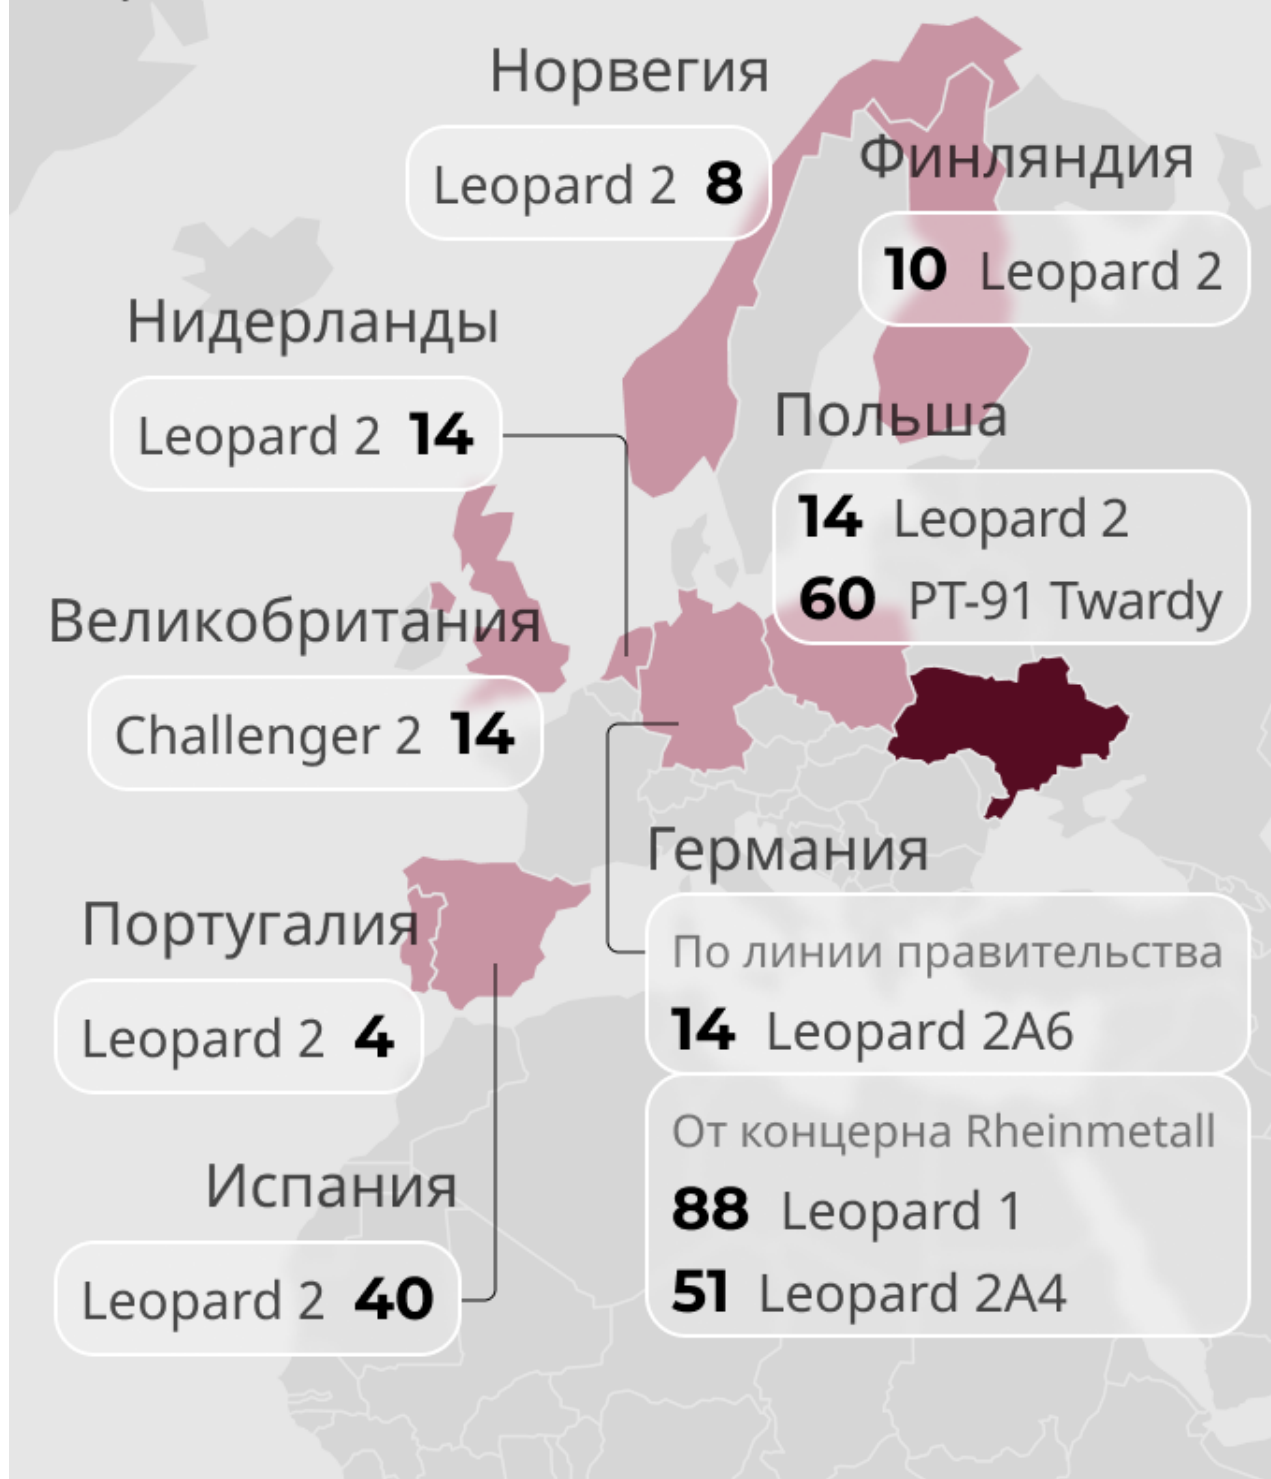 Норвегия
Leopard 2 8
Финляндия
10 Leopard 2
Нидерланды
Leopard 2 14
Польша
14 Leopard 2
60 PT-91 Twardy
Великобритания
Challenger 2 14
Германия
По линии правительства
14 Leopard 2A6
От концерна Rheinmetall
88 Leopard 1
51 Leopard 2A4
Португалия
Leopard 2 4
Испания
Leopard 2 40